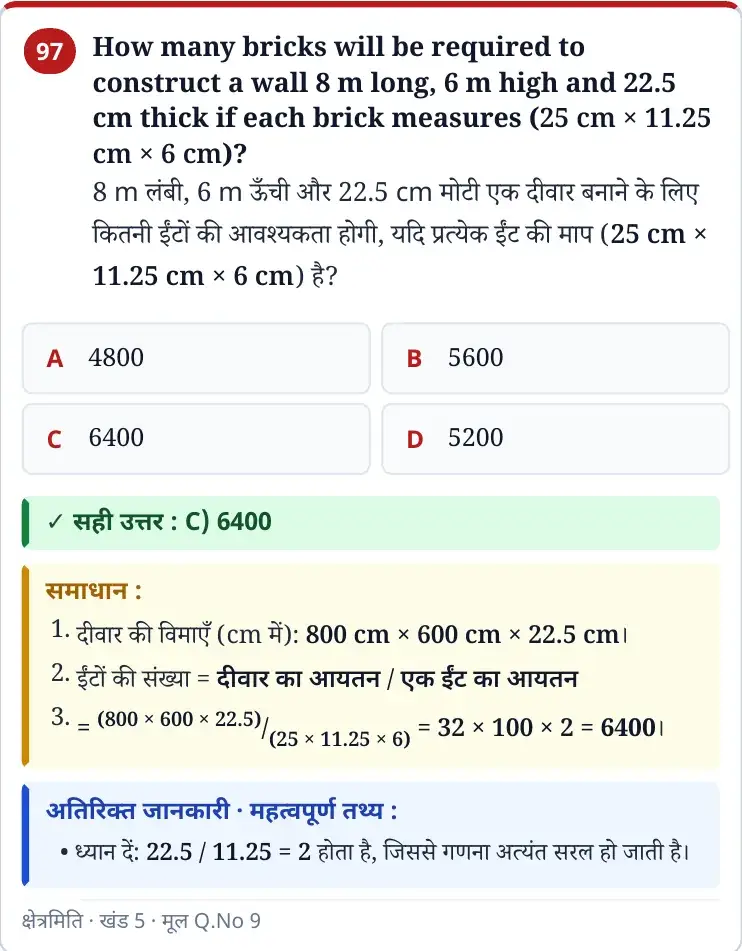 97
How many bricks will be required to
construct a wall 8 m long, 6 m high and 22.5
cm thick if each brick measures (25 cm × 11.25
cm × 6 cm)?
8 m लंबी, 6 m ऊँची और 22.5 cm मोटी एक दीवार बनाने के लिए
कितनी ईंटों की आवश्यकता होगी, यदि प्रत्येक ईंट की माप (25 cm ×
11.25 cm × 6 cm) है?
A 4800
B 5600
C 6400
D 5200
✓ सही उत्तर : C) 6400
समाधान :
1. दीवार की विमाएँ (cm में): 800 cm × 600 cm × 22.5 cm।
2. ईंटों की संख्या = दीवार का आयतन / एक ईंट का आयतन
3. = (800 × 600 × 22.5)/(25 × 11.25 × 6) = 32 × 100 × 2 = 6400।
अतिरिक्त जानकारी · महत्वपूर्ण तथ्य :
• ध्यान दें: 22.5 / 11.25 = 2 होता है, जिससे गणना अत्यंत सरल हो जाती है।
क्षेत्रमिति · खंड 5 · मूल Q.No 9